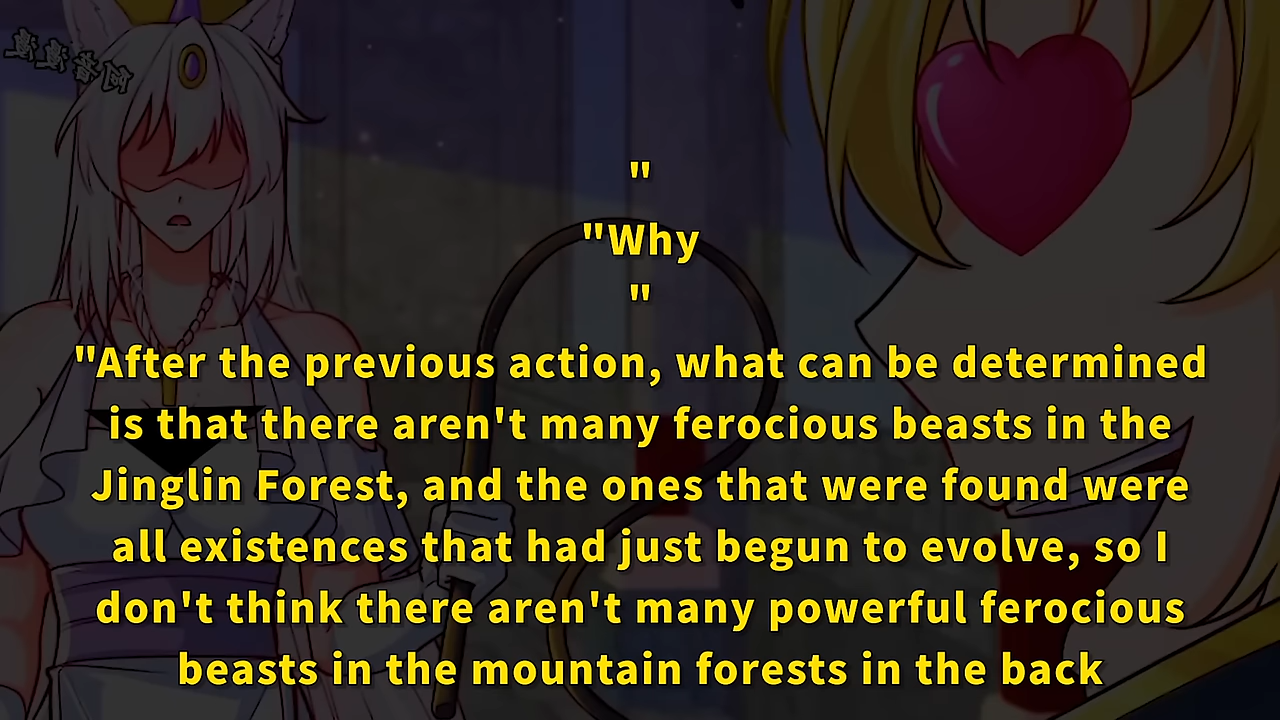 "
"Why
"
"After the previous action, what can be determined
is that there aren't many ferocious beasts in the
Jinglin Forest, and the ones that were found were
all existences that had just begun to evolve, so I
don't think there aren't many powerful ferocious
beasts in the mountain forests in the back